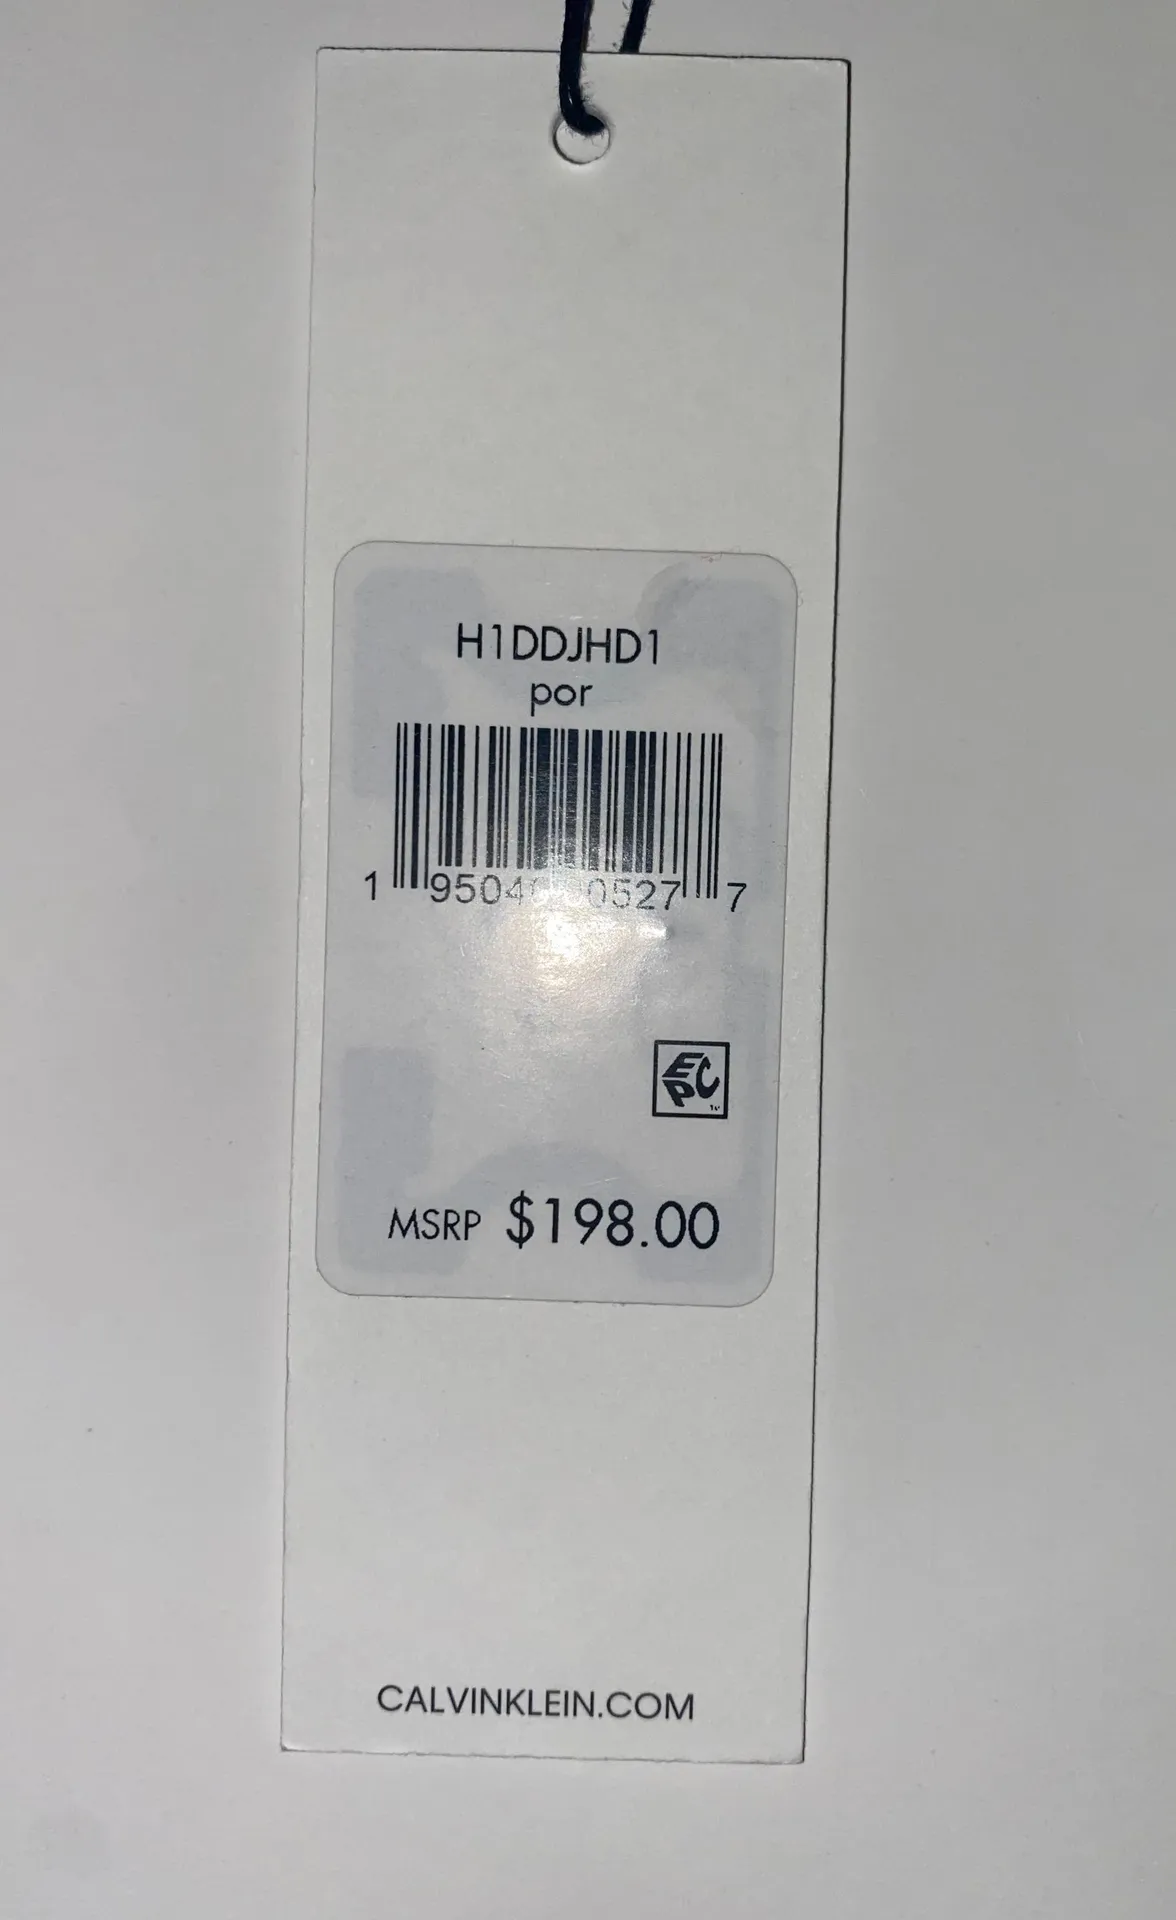 H1DDJHD1
por
1 9504 0527 7
EPC
MSRP $198.00
CALVINKLEIN.COM